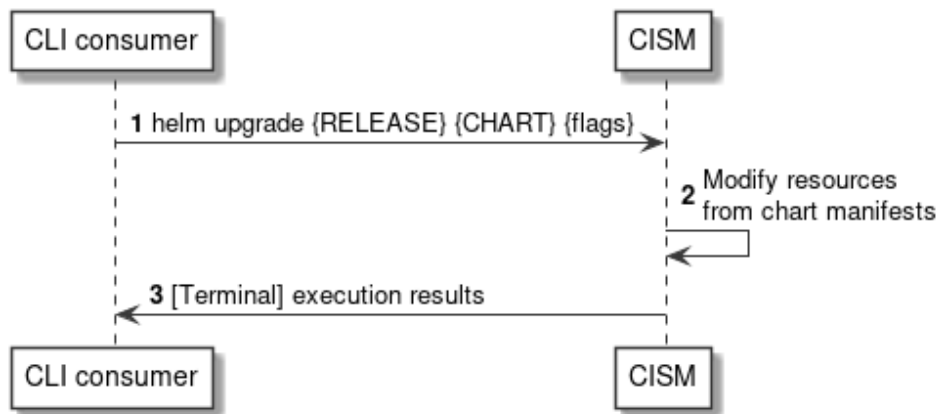 CLI consumer
CISM
1 helm upgrade {RELEASE} {CHART} {flags}
2 Modify resources
from chart manifests
3 [Terminal] execution results
CLI consumer
CISM